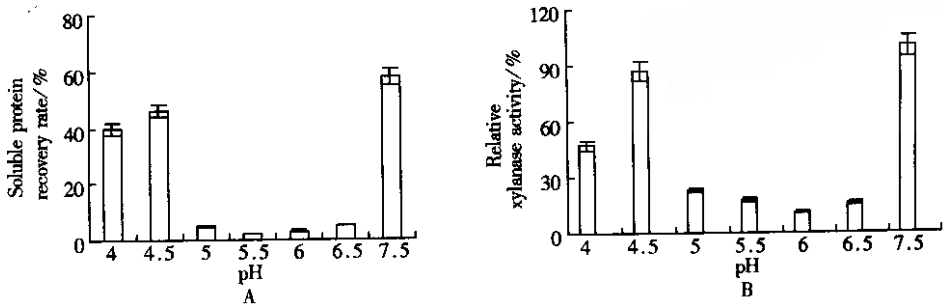 Soluble protein
recovery rate/%
80
60
40
20
0
4 4.5 5 5.5 6 6.5 7.5
pH
A
Relative
xylanase activity/%
120
90
60
30
0
4 4.5 5 5.5 6 6.5 7.5
pH
B